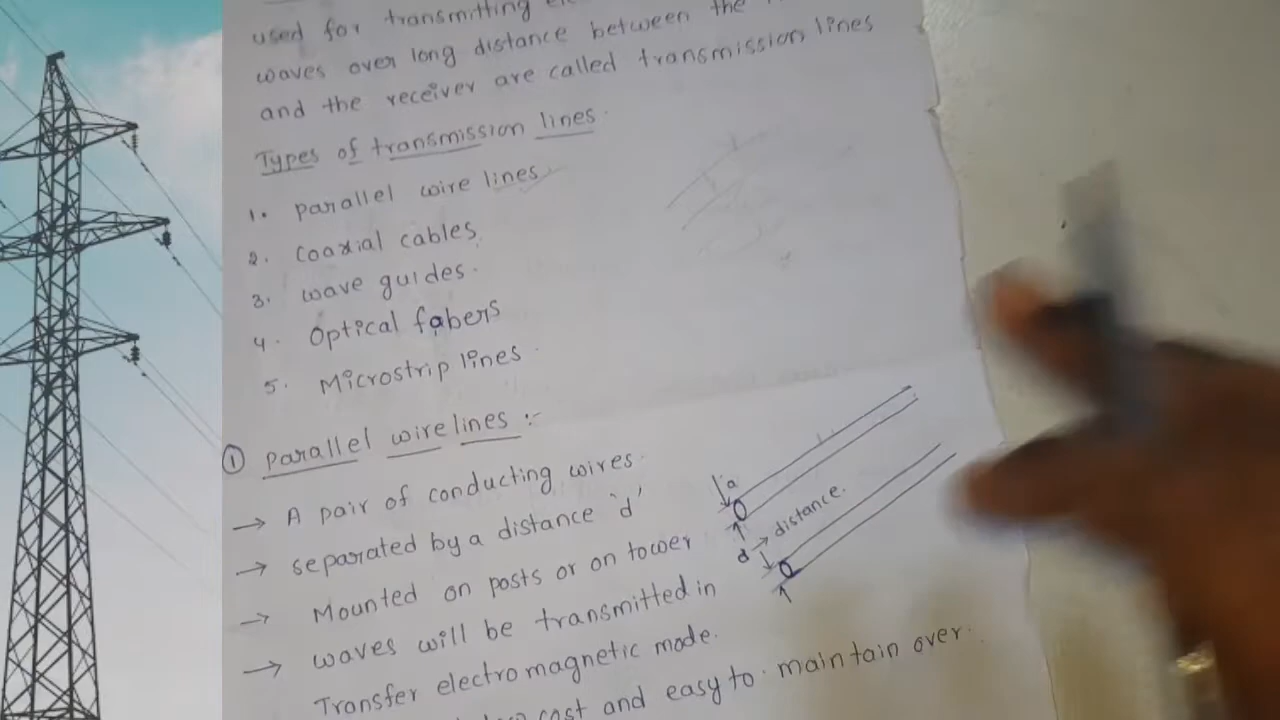 used for transmitting
waves over long distance between the
and the receiver are called transmission lines
Types of transmission lines.
1. Parallel wire lines
2. Coaxial cables.
3. wave guides.
4. Optical fabers
5. Microstrip lines.
① Parallel wire lines :-
→ A pair of conducting wires.
→ separated by a distance 'd'
→ Mounted on posts or on tower
→ waves will be transmitted in
Transfer electromagnetic mode.
low cost and easy to maintain over.
a
d → distance.